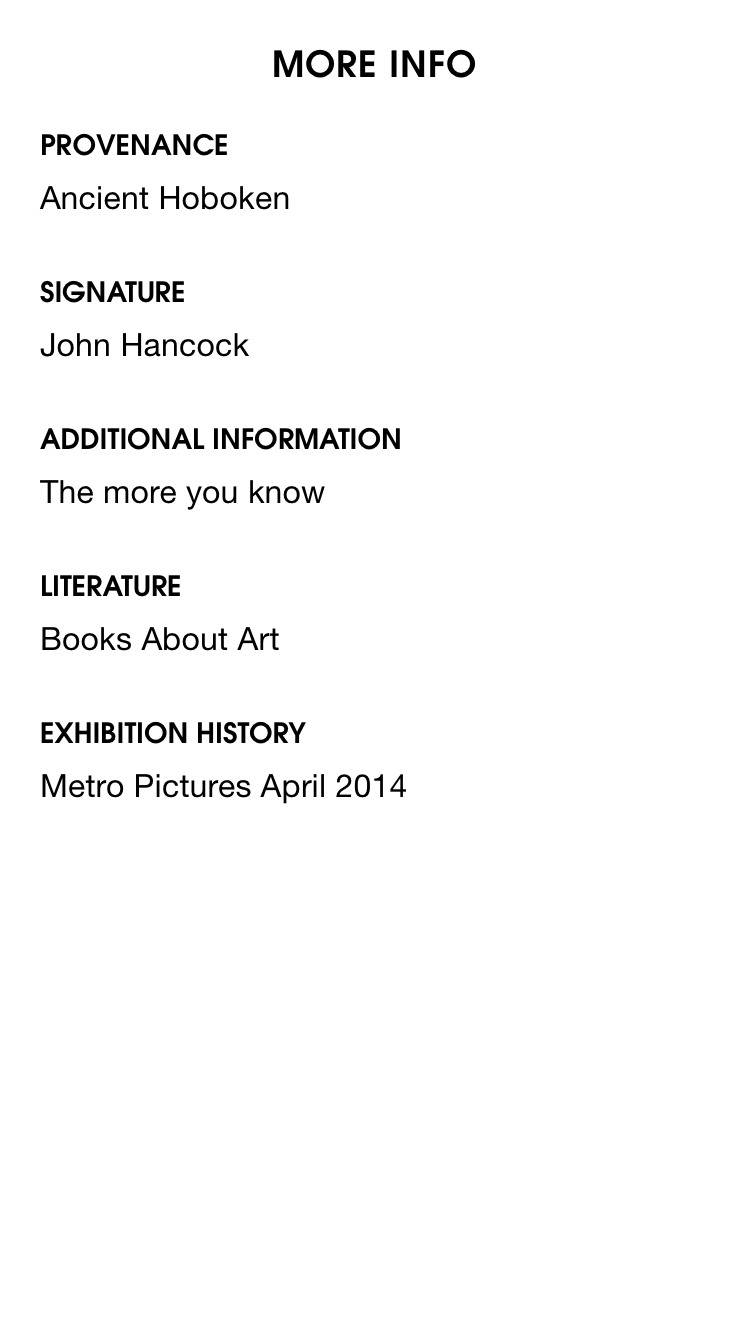 MORE INFO
PROVENANCE
Ancient Hoboken
SIGNATURE
John Hancock
ADDITIONAL INFORMATION
The more you know
LITERATURE
Books About Art
EXHIBITION HISTORY
Metro Pictures April 2014